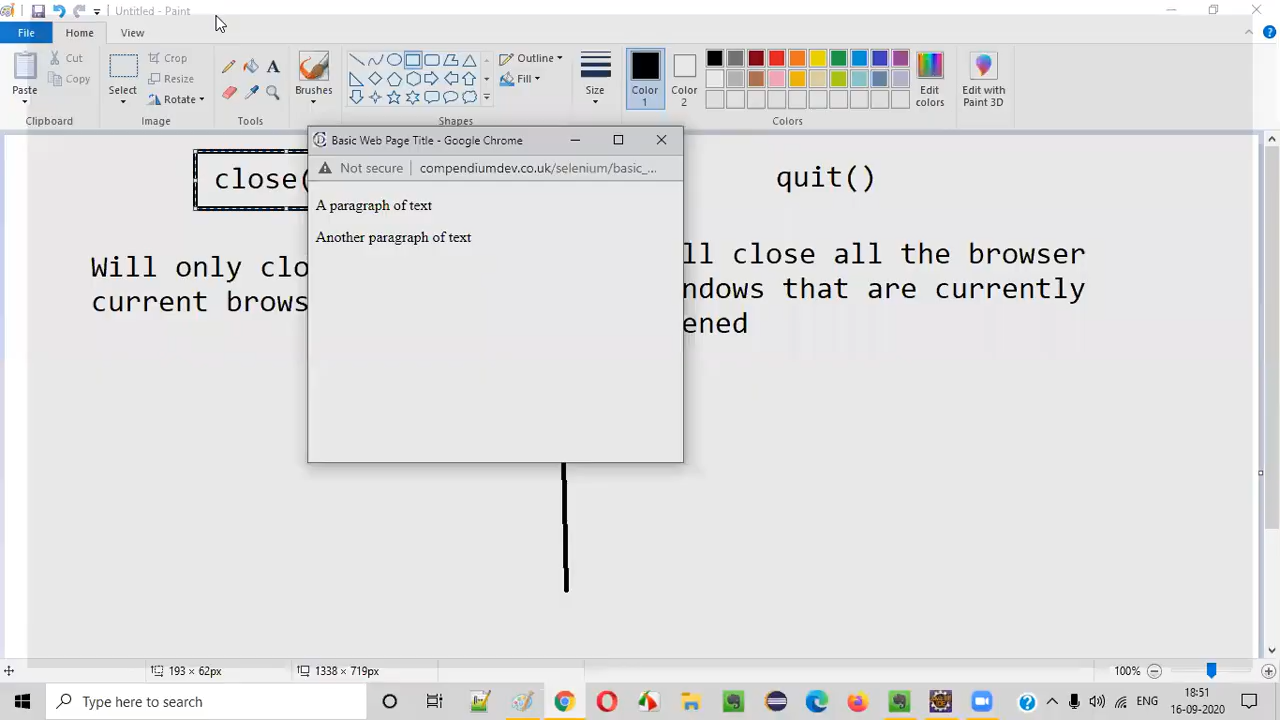 Untitled - Paint
File
Home
View
Paste
Cut
Copy
Clipboard
Select
Crop
Resize
Rotate
Image
A
Tools
Brushes
Outline
Fill
Shapes
Size
Color 1
Color 2
Edit colors
Edit with Paint 3D
Colors
Basic Web Page Title - Google Chrome
Not secure
compendiumdev.co.uk/selenium/basic_...
A paragraph of text
Another paragraph of text
close(
quit()
Will only clo
current brows
ll close all the browser
ndows that are currently
ened
193 × 62px
1338 × 719px
100%
Type here to search
ENG
18:51
16-09-2020